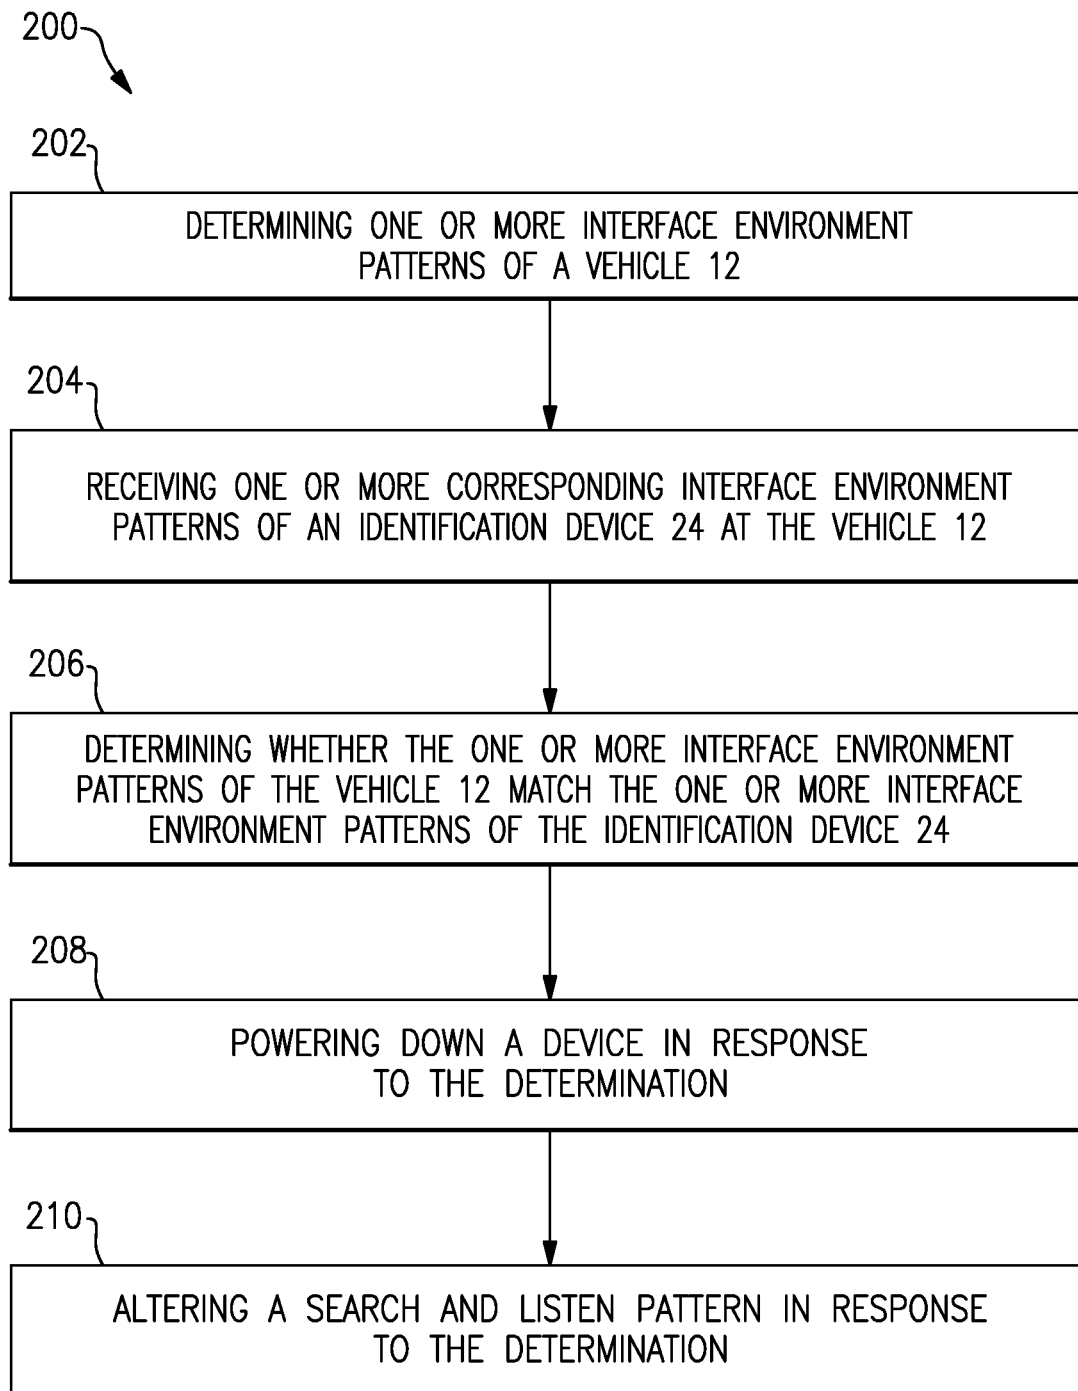 200
202
DETERMINING ONE OR MORE INTERFACE ENVIRONMENT
PATTERNS OF A VEHICLE 12
204
RECEIVING ONE OR MORE CORRESPONDING INTERFACE ENVIRONMENT
PATTERNS OF AN IDENTIFICATION DEVICE 24 AT THE VEHICLE 12
206
DETERMINING WHETHER THE ONE OR MORE INTERFACE ENVIRONMENT
PATTERNS OF THE VEHICLE 12 MATCH THE ONE OR MORE INTERFACE
ENVIRONMENT PATTERNS OF THE IDENTIFICATION DEVICE 24
208
POWERING DOWN A DEVICE IN RESPONSE
TO THE DETERMINATION
210
ALTERING A SEARCH AND LISTEN PATTERN IN RESPONSE
TO THE DETERMINATION